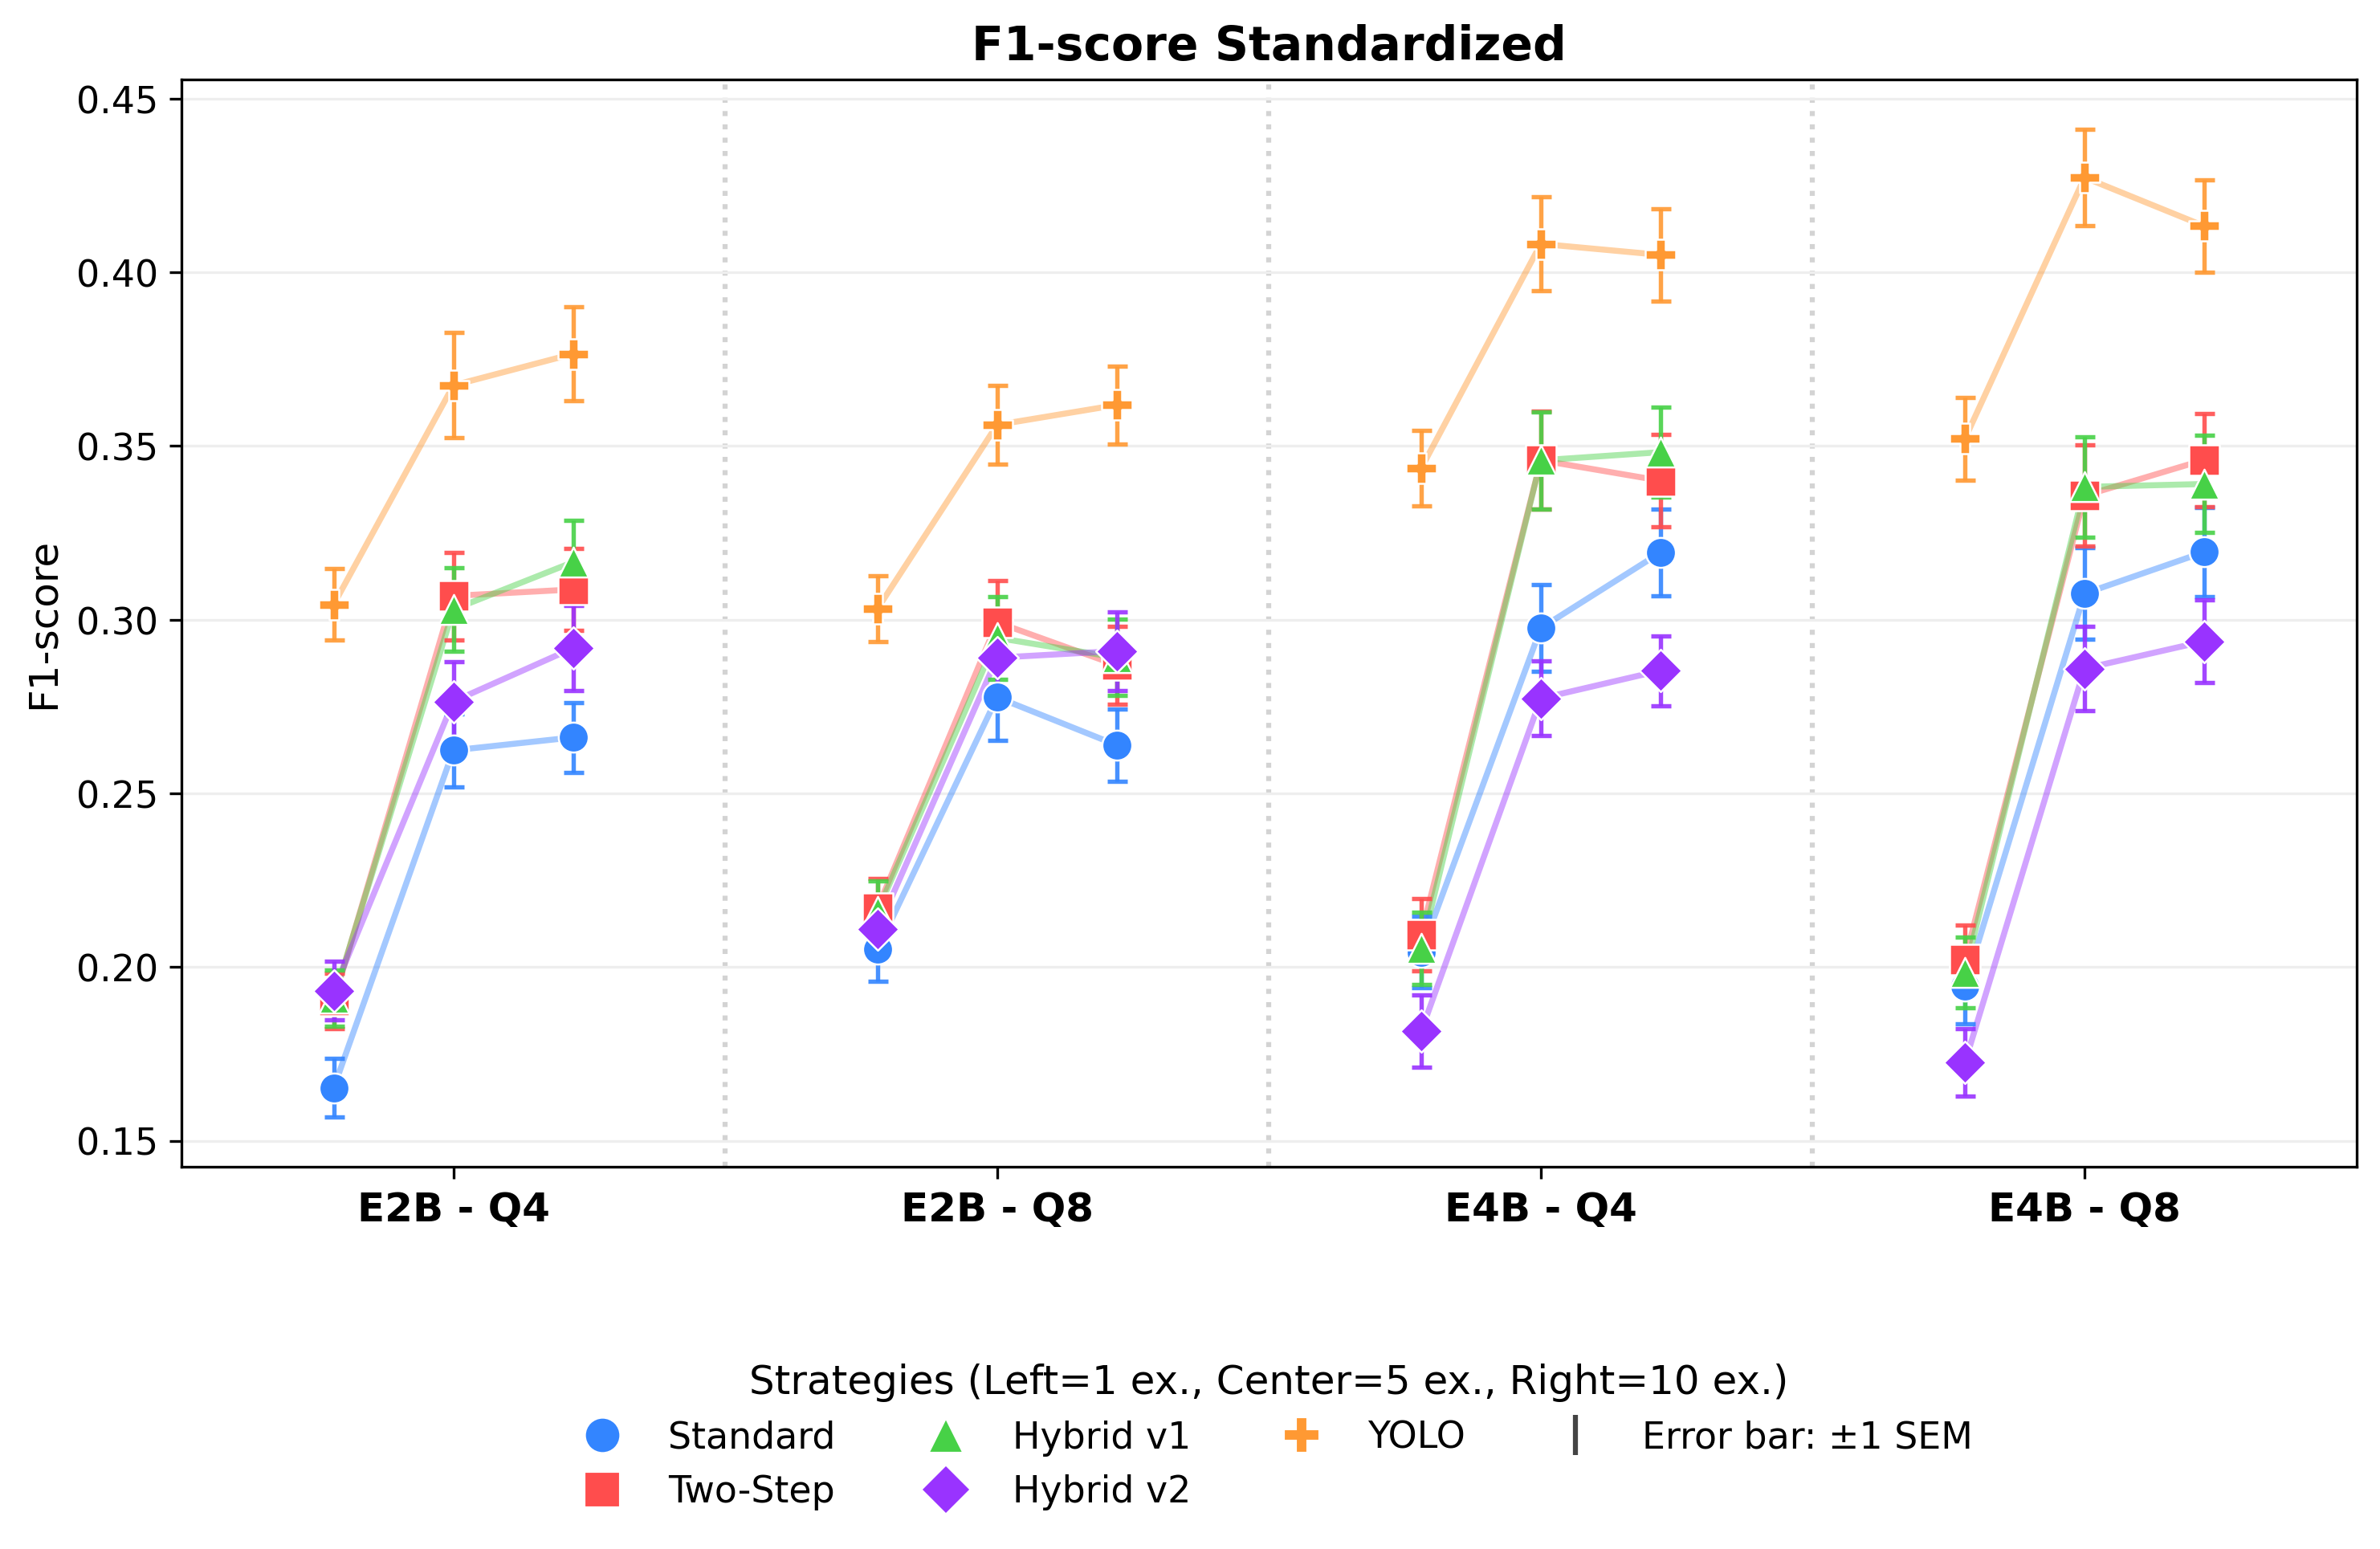 F1-score Standardized
F1-score
0.45
0.40
0.35
0.30
0.25
0.20
0.15
E2B - Q4
E2B - Q8
E4B - Q4
E4B - Q8
Strategies (Left=1 ex., Center=5 ex., Right=10 ex.)
Standard
Hybrid v1
YOLO
Error bar: ±1 SEM
Two-Step
Hybrid v2